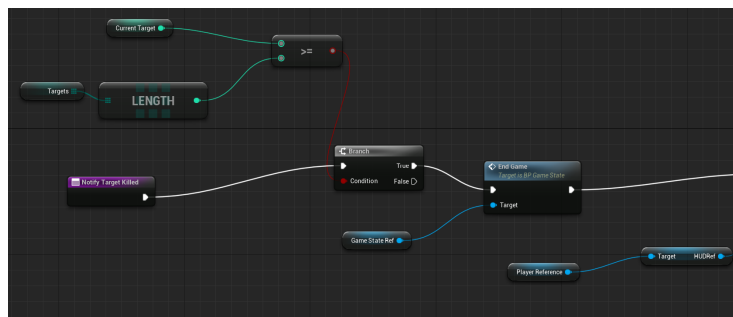 Current Target
>=
Targets
LENGTH
Branch
True
Condition
False
Notify Target Killed
End Game
Target is BP Game State
Target
Game State Ref
Player Reference
Target HUDRef